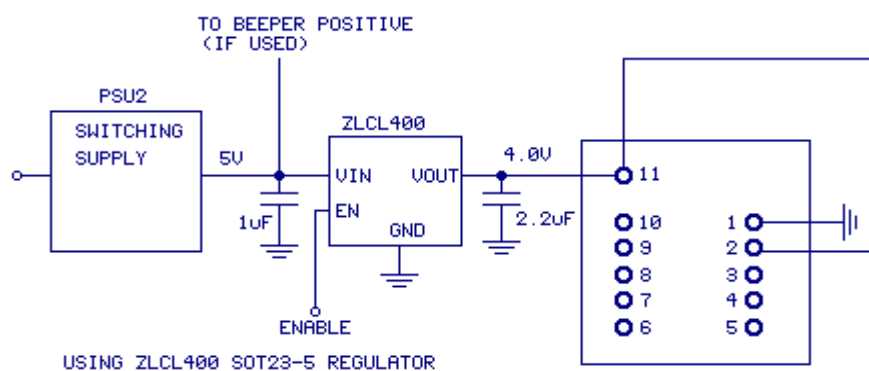 TO BEEPER POSITIVE
(IF USED)
PSU2
SWITCHING
SUPPLY
5V
ZLCL400
VIN
VOUT
EN
GND
1uF
4.0V
2.2uF
ENABLE
11
10
1
9
2
8
3
7
4
6
5
USING ZLCL400 SOT23-5 REGULATOR